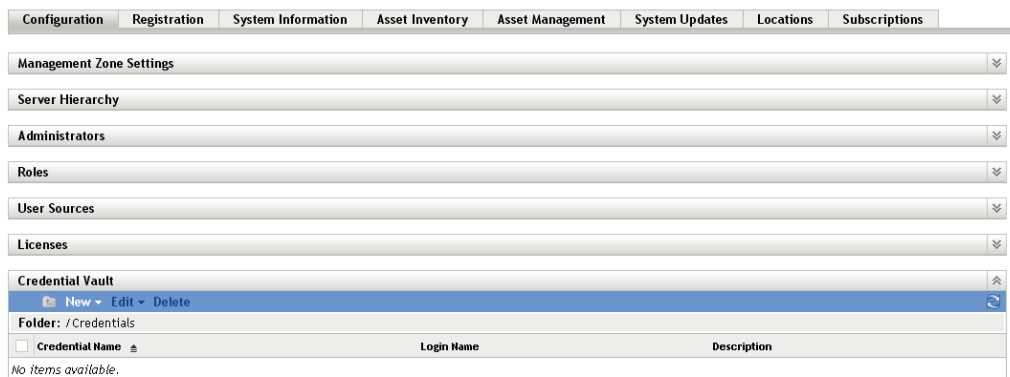 Configuration Registration System Information Asset Inventory Asset Management System Updates Locations Subscriptions
Management Zone Settings
Server Hierarchy
Administrators
Roles
User Sources
Licenses
Credential Vault
New Edit Delete
Folder: / Credentials
Credential Name Login Name Description
No items available.